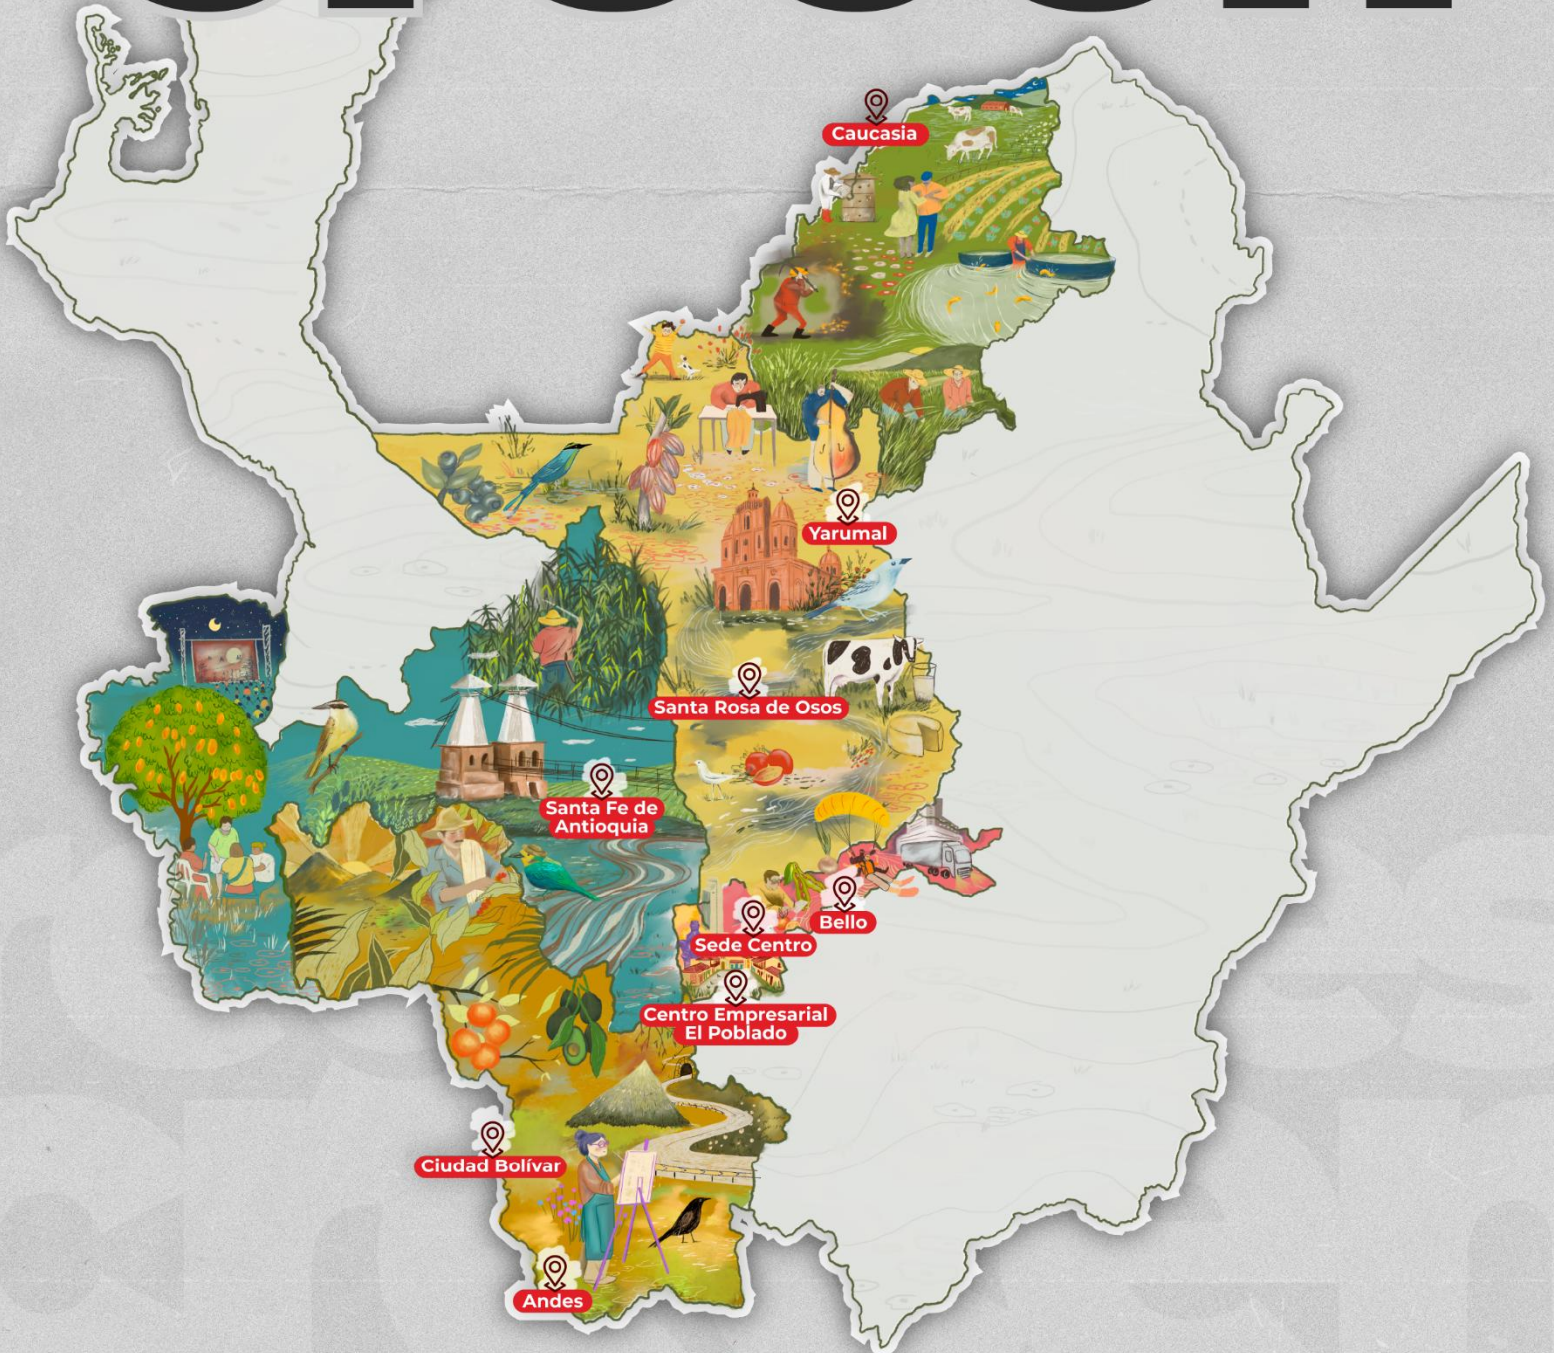 Caucasia
Yarumal
Santa Rosa de Osos
Santa Fe de
Antioquia
Bello
Sede Centro
Centro Empresarial
El Poblado
Ciudad Bolívar
Andes